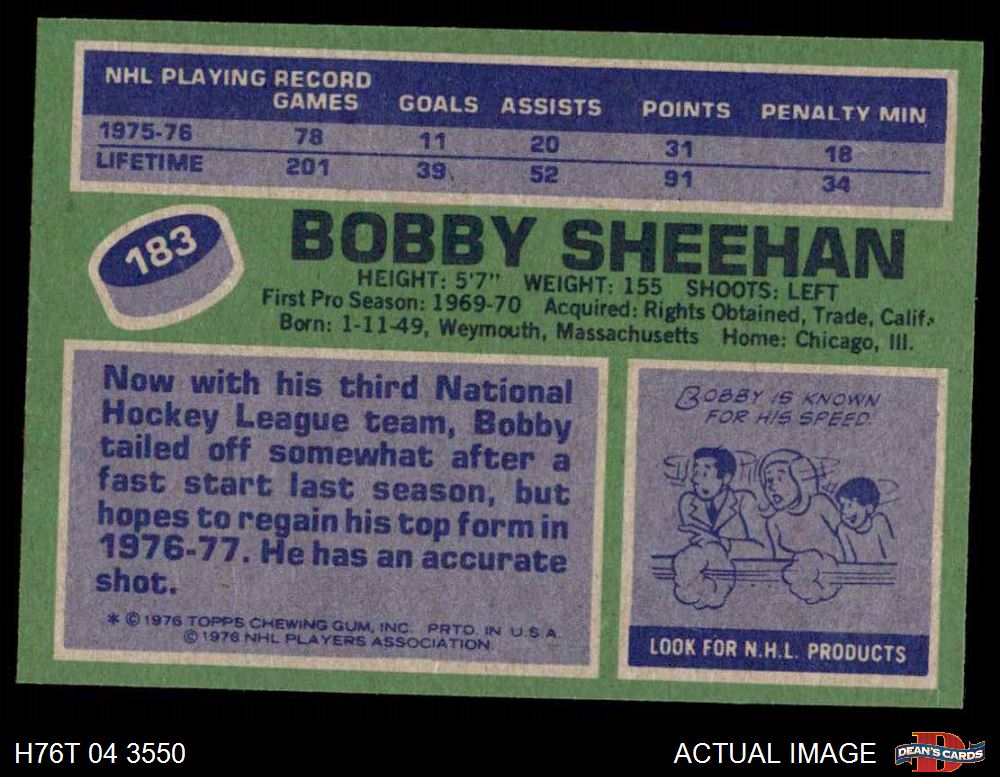 NHL PLAYING RECORD
GAMES GOALS ASSISTS POINTS PENALTY MIN
1975-76 78 11 20 31 18
LIFETIME 201 39 52 91 34
183
BOBBY SHEEHAN
HEIGHT: 5'7" WEIGHT: 155 SHOOTS: LEFT
First Pro Season: 1969-70 Acquired: Rights Obtained, Trade, Calif.
Born: 1-11-49, Weymouth, Massachusetts Home: Chicago, Ill.
Now with his third National
Hockey League team, Bobby
tailed off somewhat after a
fast start last season, but
hopes to regain his top form in
1976-77. He has an accurate
shot.
* © 1976 TOPPS CHEWING GUM, INC. PRTD. IN U.S.A.
© 1976 NHL PLAYERS ASSOCIATION
BOBBY IS KNOWN
FOR HIS SPEED.
LOOK FOR N.H.L. PRODUCTS
H76T 04 3550
ACTUAL IMAGE
D
DEAN'S CARDS